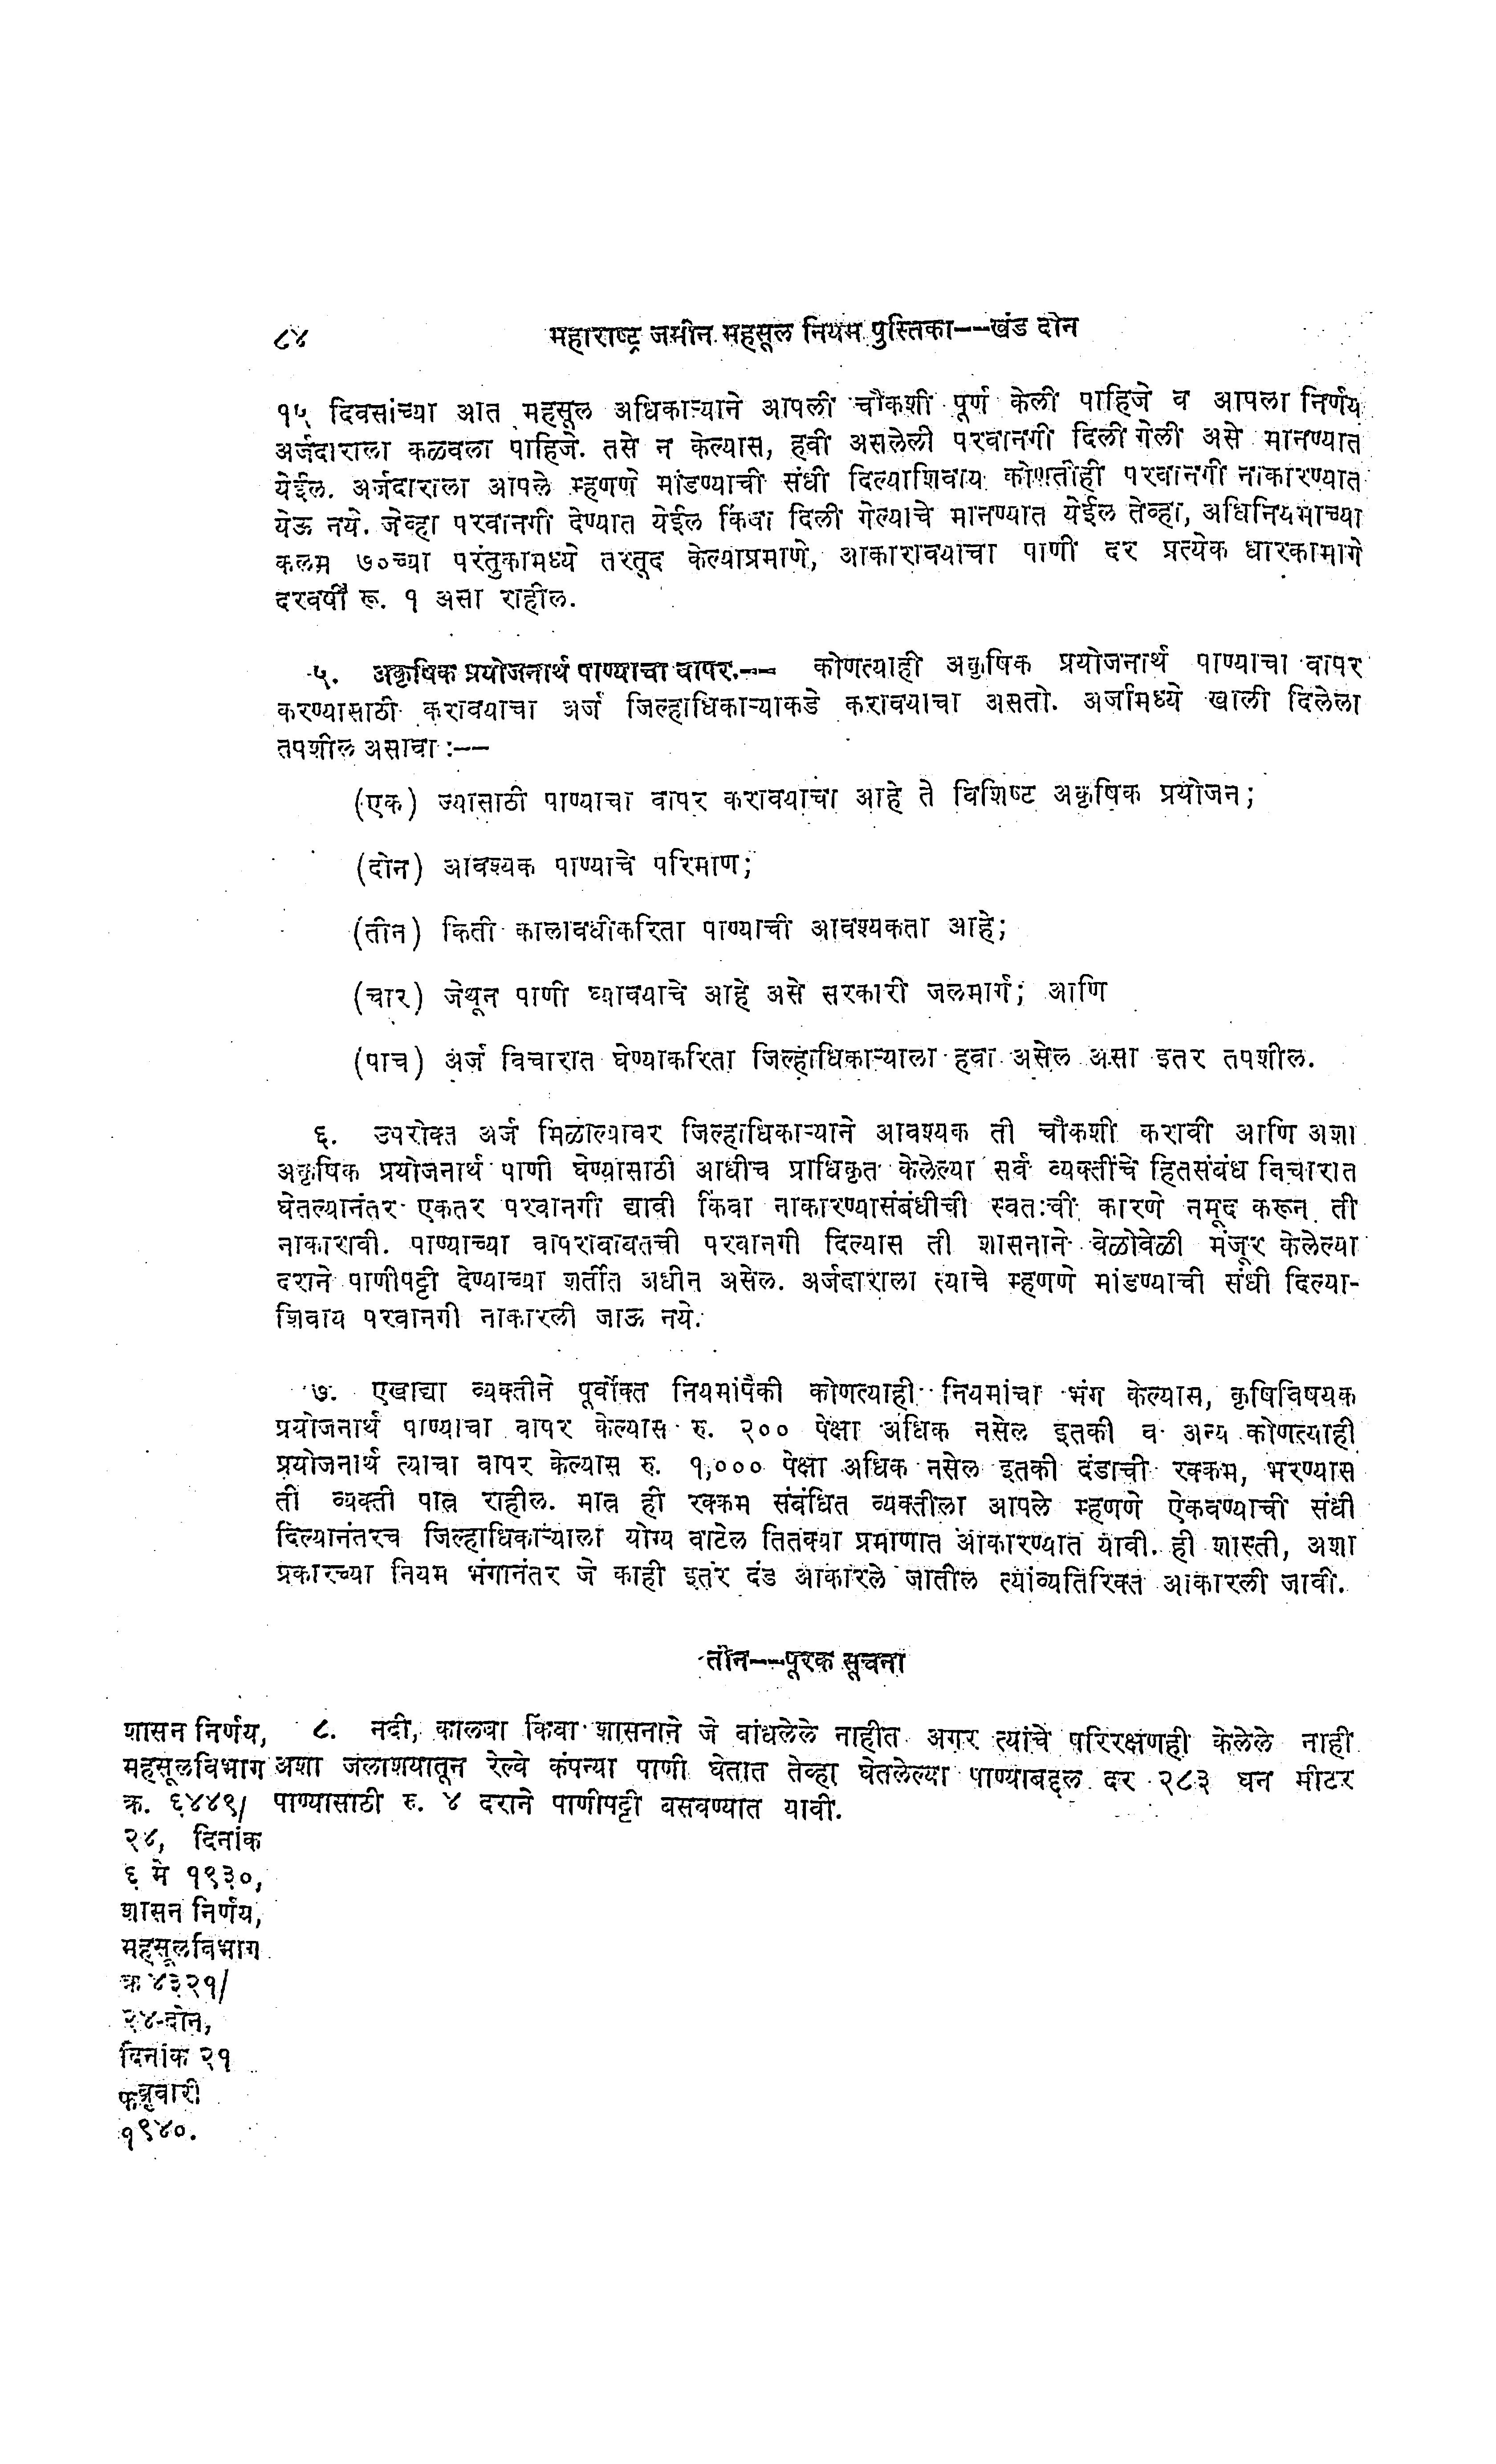 ८४
महाराष्ट्र जमीन महसूल नियम पुस्तिका--खंड दोन
१५ दिवसांच्या आत महसूल अधिकाऱ्याने आपली चौकशी पूर्ण केली पाहिजे व आपला निर्णय
अर्जदाराला कळवला पाहिजे. तसे न केल्यास, हवी असलेली परवानगी दिली गेली असे मानण्यात
येईल. अर्जदाराला आपले म्हणणे मांडण्याची संधी दिल्याशिवाय कोणतीही परवानगी नाकारण्यात
येऊ नये. जेव्हा परवानगी देण्यात येईल किंवा दिली गेल्याचे मानण्यात येईल तेव्हा, अधिनियमाच्या
कलम ७०च्या परंतुकामध्ये तरतूद केल्याप्रमाणे, आकारावयाचा पाणी दर प्रत्येक धारकामागे
दरवर्षी रू. १ असा राहील.
५. अकृषिक प्रयोजनार्थ पाण्याचा वापर.-- कोणत्याही अकृषिक प्रयोजनार्थ पाण्याचा वापर
करण्यासाठी करावयाचा अर्ज जिल्हाधिकाऱ्याकडे करावयाचा असतो. अर्जामध्ये खाली दिलेला
तपशील असावा :--
(एक) ज्यासाठी पाण्याचा वापर करावयाचा आहे ते विशिष्ट अकृषिक प्रयोजन;
(दोन) आवश्यक पाण्याचे परिमाण;
(तीन) किती कालावधीकरिता पाण्याची आवश्यकता आहे;
(चार) जेथून पाणी घ्यावयाचे आहे असे सरकारी जलमार्ग; आणि
(पाच) अर्ज विचारात घेण्याकरिता जिल्हाधिकाऱ्याला हवा असेल असा इतर तपशील.
६. उपरोक्त अर्ज मिळाल्यावर जिल्हाधिकाऱ्याने आवश्यक ती चौकशी करावी आणि अशा
अकृषिक प्रयोजनार्थ पाणी घेण्यासाठी आधीच प्राधिकृत केलेल्या सर्व व्यक्तींचे हितसंबंध विचारात
घेतल्यानंतर एकतर परवानगी द्यावी किंवा नाकारण्यासंबंधीची स्वतःची कारणे नमूद करून ती
नाकारावी. पाण्याच्या वापराबाबतची परवानगी दिल्यास ती शासनाने वेळोवेळी मंजूर केलेल्या
दराने पाणीपट्टी देण्याच्या शर्तीत अधीन असेल. अर्जदाराला त्याचे म्हणणे मांडण्याची संधी दिल्या-
शिवाय परवानगी नाकारली जाऊ नये.
७. एखाद्या व्यक्तीने पूर्वोक्त नियमांपैकी कोणत्याही नियमांचा भंग केल्यास, कृषिविषयक
प्रयोजनार्थ पाण्याचा वापर केल्यास रु. २०० पेक्षा अधिक नसेल इतकी व अन्य कोणत्याही
प्रयोजनार्थ त्याचा वापर केल्यास रु. १,००० पेक्षा अधिक नसेल इतकी दंडाची रक्कम, भरण्यास
ती व्यक्ती पात्र राहील. मात्र ही रक्कम संबंधित व्यक्तीला आपले म्हणणे ऐकवण्याची संधी
दिल्यानंतरच जिल्हाधिकाऱ्याला योग्य वाटेल तितक्या प्रमाणात आकारण्यात यावी. ही शास्ती, अशा
प्रकारच्या नियम भंगानंतर जे काही इतर दंड आकारले जातील त्यांव्यतिरिक्त आकारली जावी.
तीन--पूरक सूचना
८. नदी, कालवा किंवा शासनाने जे बांधलेले नाहीत अगर त्यांचे परिरक्षणही केलेले नाही
अशा जलाशयातून रेल्वे कंपन्या पाणी घेतात तेव्हा घेतलेल्या पाण्याबद्दल दर २८३ घन मीटर
पाण्यासाठी रु. ४ दराने पाणीपट्टी बसवण्यात यावी.
शासन निर्णय,
महसूलविभाग
क्र. ६४४९/
२४, दिनांक
६ मे १९३०,
शासन निर्णय,
महसूलविभाग
क्र ४३२१/
२४-दोन,
दिनांक २१
फब्रुवारी
१९४०.